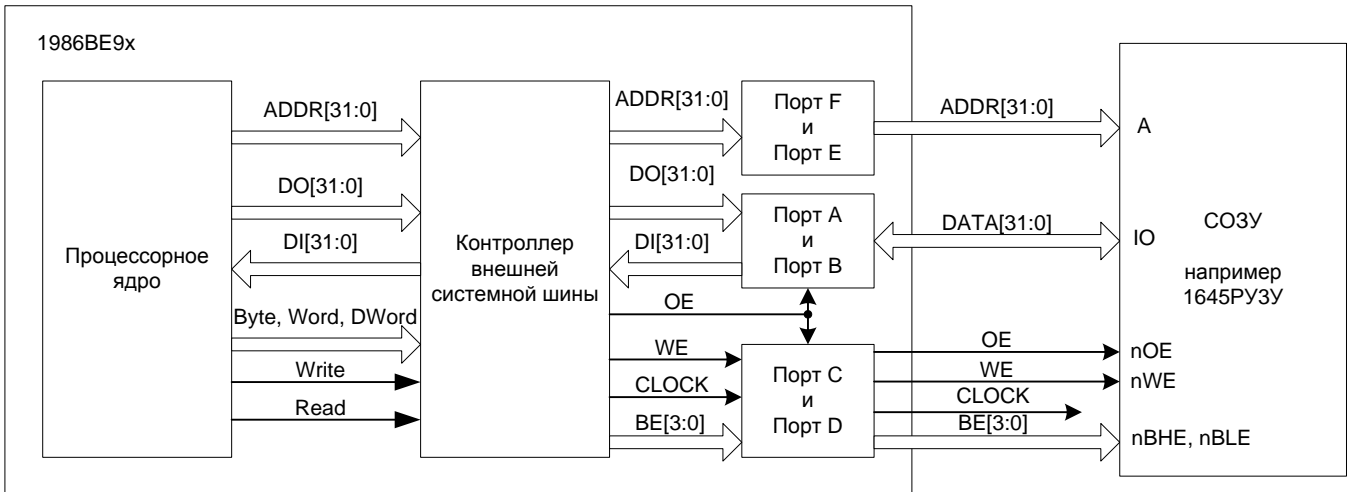 1986ВЕ9х
Процессорное
ядро
ADDR[31:0]
DO[31:0]
DI[31:0]
Byte, Word, DWord
Write
Read
Контроллер
внешней
системной шины
ADDR[31:0]
DO[31:0]
DI[31:0]
OE
WE
CLOCK
BE[3:0]
Порт F
и
Порт E
Порт A
и
Порт B
Порт C
и
Порт D
ADDR[31:0]
DATA[31:0]
OE
WE
CLOCK
BE[3:0]
A
IO
nOE
nWE
nBHE, nBLE
СОЗУ
например
1645РУ3У